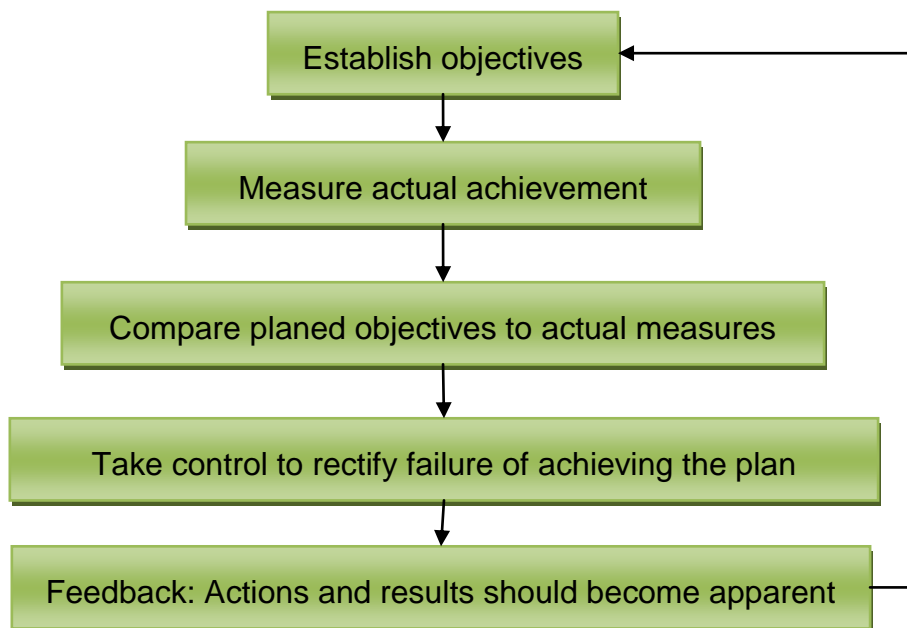 Establish objectives
Measure actual achievement
Compare planed objectives to actual measures
Take control to rectify failure of achieving the plan
Feedback: Actions and results should become apparent